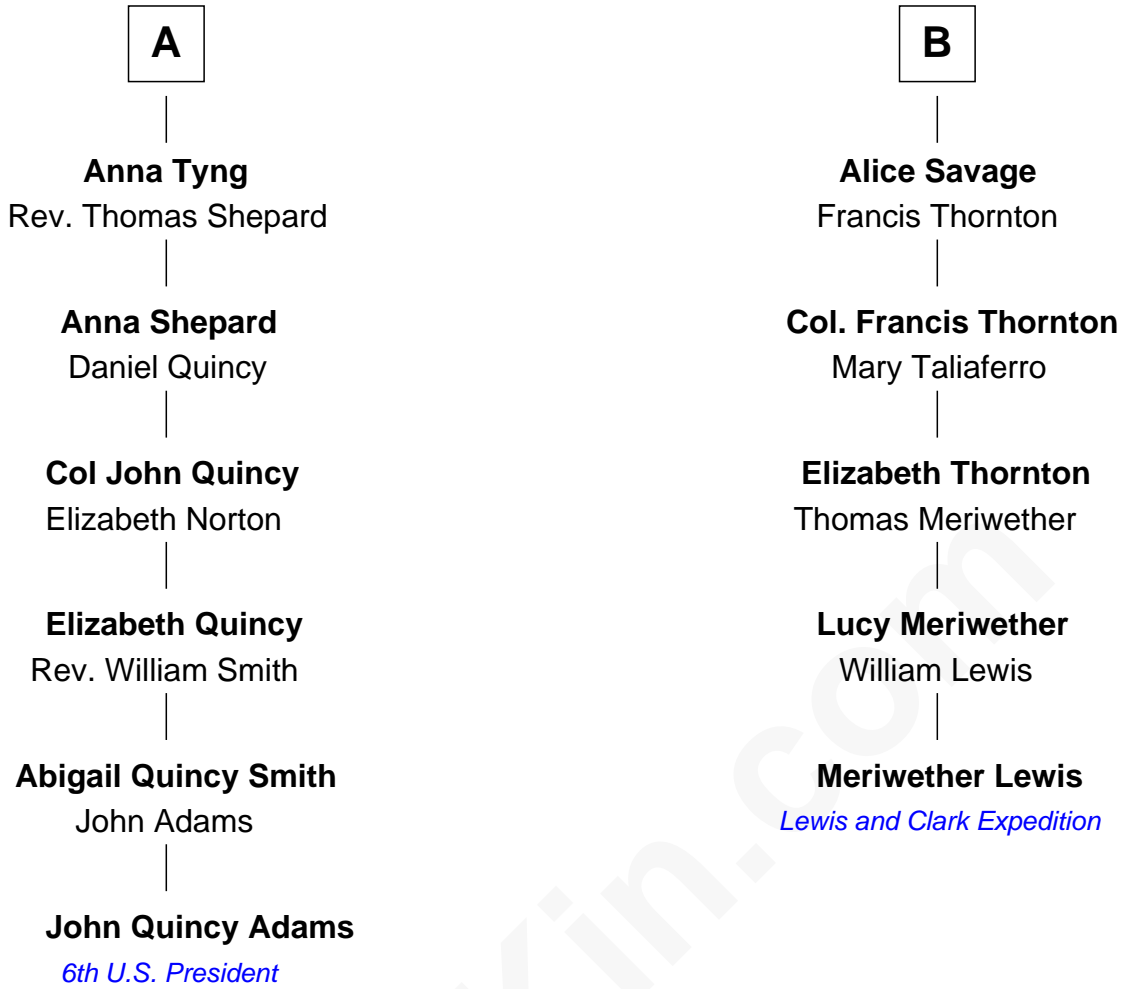 A
Anna Tyng
Rev. Thomas Shepard
Anna Shepard
Daniel Quincy
Col John Quincy
Elizabeth Norton
Elizabeth Quincy
Rev. William Smith
Abigail Quincy Smith
John Adams
John Quincy Adams
6th U.S. President
B
Alice Savage
Francis Thornton
Col. Francis Thornton
Mary Taliaferro
Elizabeth Thornton
Thomas Meriwether
Lucy Meriwether
William Lewis
Meriwether Lewis
Lewis and Clark Expedition
Kin.com